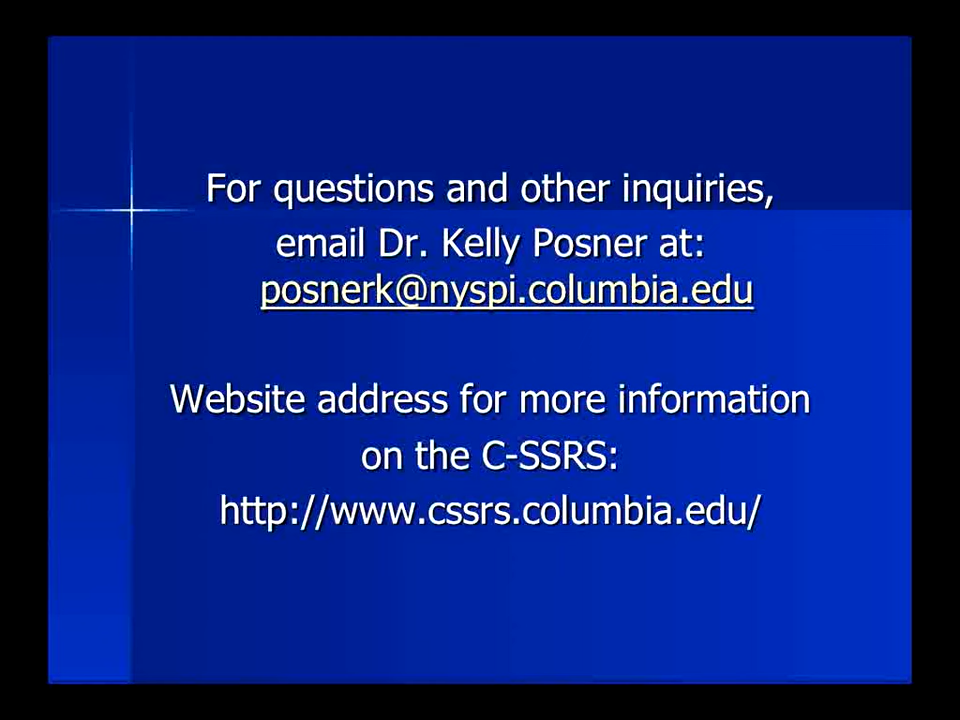 For questions and other inquiries,
email Dr. Kelly Posner at:
posnerk@nyspi.columbia.edu
Website address for more information
on the C-SSRS:
http://www.cssrs.columbia.edu/